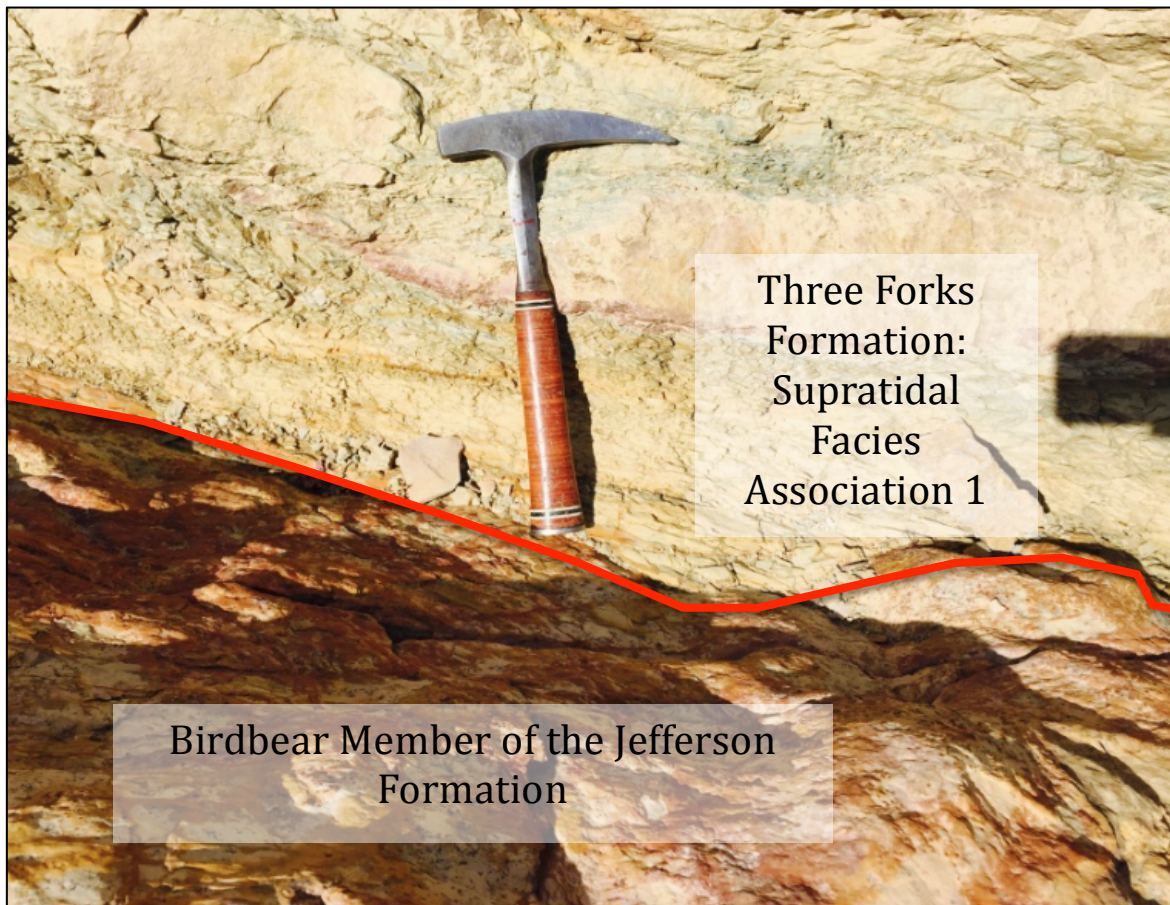 Three Forks
Formation:
Supratidal
Facies
Association 1
Birdbear Member of the Jefferson
Formation